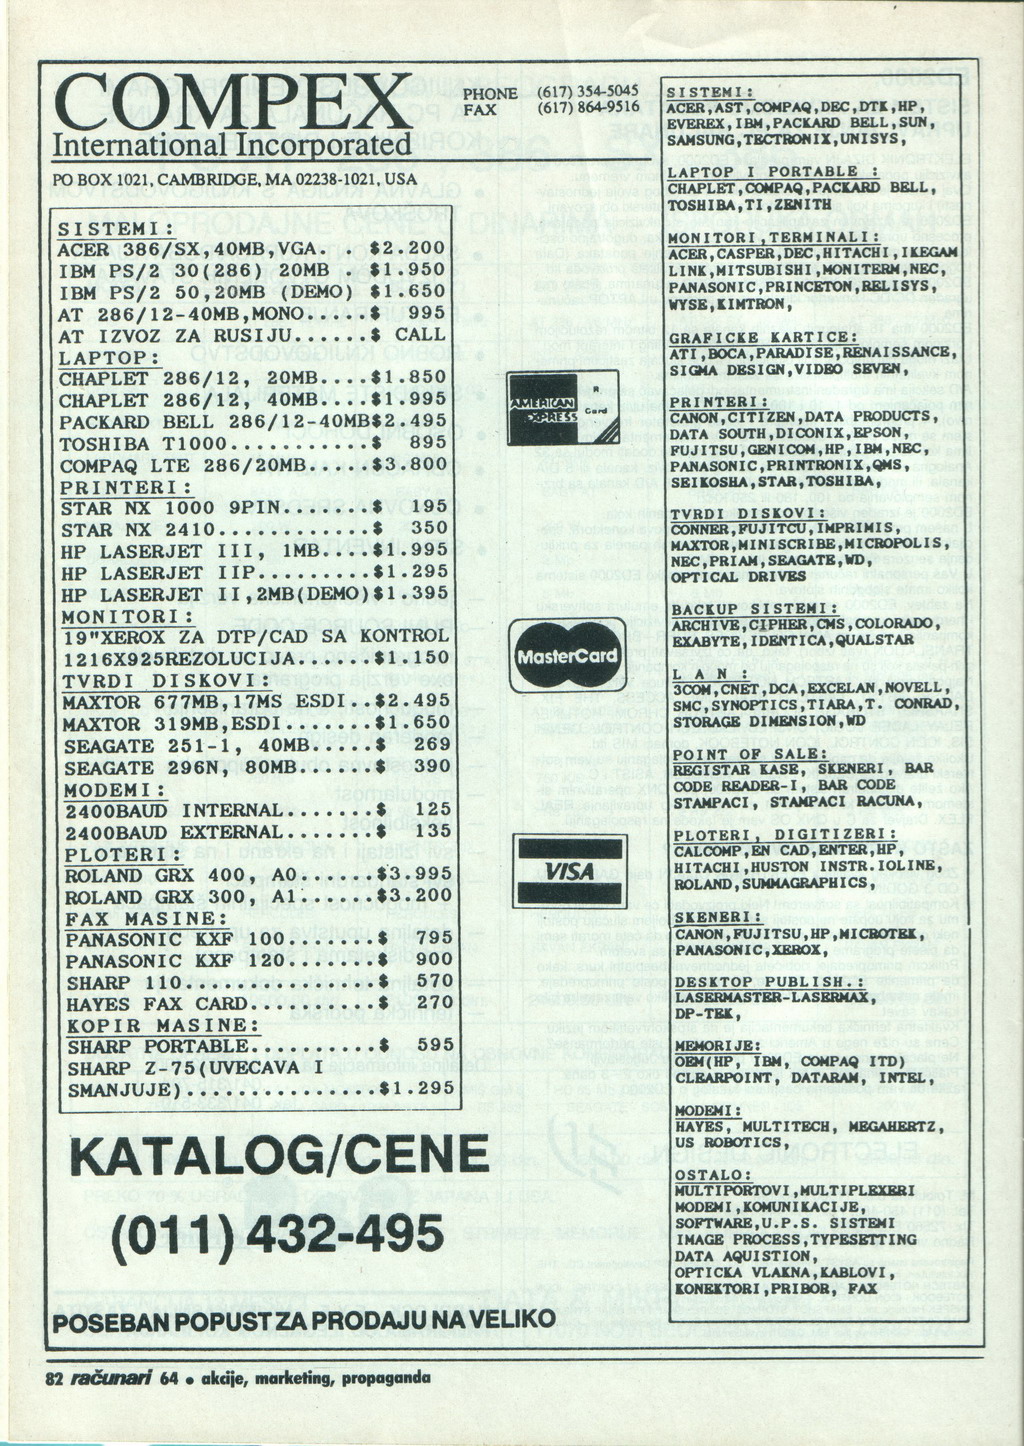 COMPEX
International Incorporated
PHONE (617) 354-5045
FAX (617) 864-9516
PO BOX 1021, CAMBRIDGE, MA 02238-1021, USA
SISTEMI:
ACER 386/SX, 40MB,VGA. . $2.200
IBM PS/2 30(286) 20MB ...$1.950
IBM PS/2 50,20MB (DEMO) $1.650
AT 286/12-40MB,MONO.....$ 995
AT IZVOZ ZA RUSIJU......$ CALL
LAPTOP:
CHAPLET 286/12, 20MB....$1.850
CHAPLET 286/12, 40MB....$1.995
PACKARD BELL 286/12-40MB$2.495
TOSHIBA T1000...........$ 895
COMPAQ LTE 286/20MB.....$3.800
PRINTERI:
STAR NX 1000 9PIN.......$ 195
STAR NX 2410............$ 350
HP LASERJET III, 1MB....$1.995
HP LASERJET IIP.........$1.295
HP LASERJET II,2MB(DEMO)$1.395
MONITORI:
19"XEROX ZA DTP/CAD SA KONTROL
1216X925REZOLUCIJA......$1.150
TVRDI DISKOVI:
MAXTOR 677MB,17MS ESDI..$2.495
MAXTOR 319MB,ESDI.......$1.650
SEAGATE 251-1, 40MB.....$ 269
SEAGATE 296N, 80MB......$ 390
MODEMI:
2400BAUD INTERNAL.......$ 125
2400BAUD EXTERNAL.......$ 135
PLOTERI:
ROLAND GRX 400, A0......$3.995
ROLAND GRX 300, A1......$3.200
FAX MASINE:
PANASONIC KXF 100.......$ 795
PANASONIC KXF 120.......$ 900
SHARP 110...............$ 570
HAYES FAX CARD..........$ 270
KOPIR MASINE:
SHARP PORTABLE..........$ 595
SHARP Z-75(UVECAVA I
SMANJUJE)...............$1.295
KATALOG/CENE
(011) 432-495
POSEBAN POPUST ZA PRODAJU NA VELIKO
AMERICAN
EXPRESS
R
Card
MasterCard
VISA
SISTEMI:
ACER,AST,COMPAQ,DEC,DTK,HP,
EVEREX,IBM,PACKARD BELL,SUN,
SAMSUNG,TECTRONIX,UNISYS,
LAPTOP I PORTABLE :
CHAPLET,COMPAQ,PACKARD BELL,
TOSHIBA,TI,ZENITH
MONITORI,TERMINALI:
ACER,CASPER,DEC,HITACHI,IKEGAM
LINK,MITSUBISHI,MONITERM,NEC,
PANASONIC,PRINCETON,RELISYS,
WYSE,KIMTRON,
GRAFICKE KARTICE:
ATI,BOCA,PARADISE,RENAISSANCE,
SIGMA DESIGN,VIDEO SEVEN,
PRINTERI:
CANON,CITIZEN,DATA PRODUCTS,
DATA SOUTH,DICONIX,EPSON,
FUJITSU,GENICOM,HP,IBM,NEC,
PANASONIC,PRINTRONIX,QMS,
SEIKOSHA,STAR,TOSHIBA,
TVRDI DISKOVI:
CONNER,FUJITCU,IMPRIMIS,
MAXTOR,MINISCRIBE,MICROPOLIS,
NEC,PRIAM,SEAGATE,WD,
OPTICAL DRIVES
BACKUP SISTEMI:
ARCHIVE,CIPHER,CMS,COLORADO,
EXABYTE,IDENTICA,QUALSTAR
L A N :
3COM,CNET,DCA,EXCELAN,NOVELL,
SMC,SYNOPTICS,TIARA,T. CONRAD,
STORAGE DIMENSION,WD
POINT OF SALE:
REGISTAR KASE, SKENERI, BAR
CODE READER-I, BAR CODE
STAMPACI, STAMPACI RACUNA,
PLOTERI, DIGITIZERI:
CALCOMP,EN CAD,ENTER,HP,
HITACHI,HUSTON INSTR.IOLINE,
ROLAND,SUMMAGRAPHICS,
SKENERI:
CANON,FUJITSU,HP,MICROTEK,
PANASONIC,XEROX,
DESKTOP PUBLISH.:
LASERMASTER-LASERMAX,
DP-TEK,
MEMORIJE:
OEM(HP, IBM, COMPAQ ITD)
CLEARPOINT, DATARAM, INTEL,
MODEMI:
HAYES, MULTITECH, MEGAHERTZ,
US ROBOTICS,
OSTALO:
MULTIPORTOVI,MULTIPLEXERI
MODEMI,KOMUNIKACIJE,
SOFTWARE,U.P.S. SISTEMI
IMAGE PROCESS,TYPESETTING
DATA AQUISTION,
OPTICKA VLAKNA,KABLOVI,
KONEKTORI,PRIBOR, FAX
82 računari 64 • akcije, marketing, propaganda